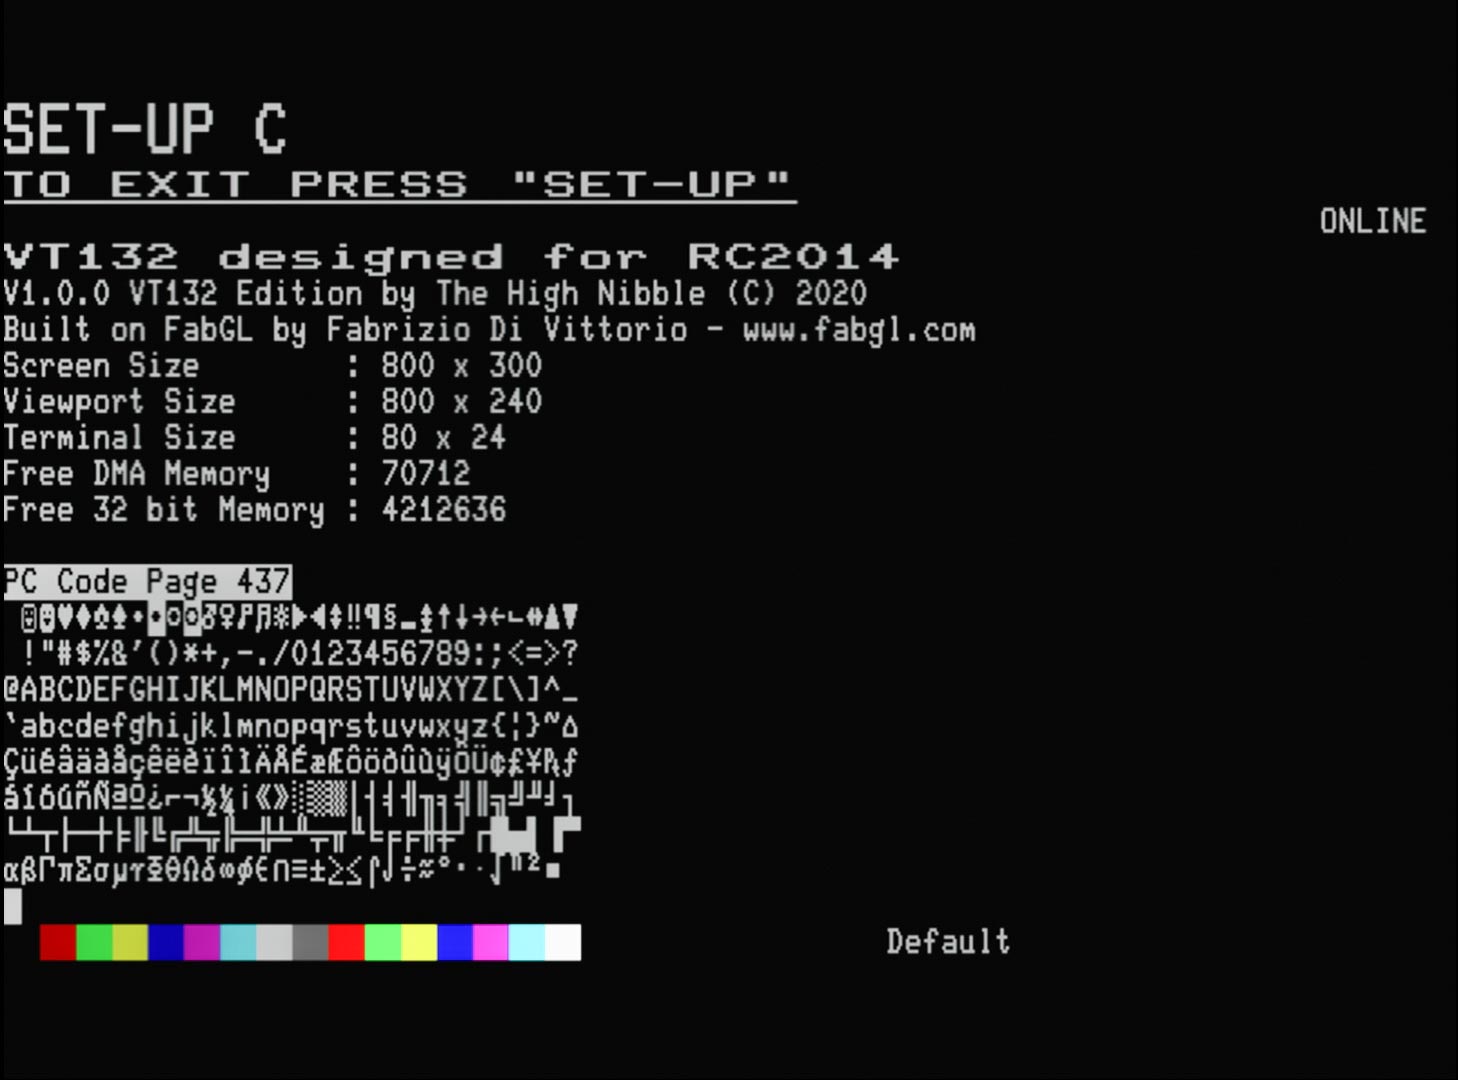 SET-UP C
TO EXIT PRESS "SET-UP"
ONLINE
VT132 designed for RC2014
V1.0.0 VT132 Edition by The High Nibble (C) 2020
Built on FabGL by Fabrizio Di Vittorio - www.fabgl.com
Screen Size : 800 x 300
Viewport Size : 800 x 240
Terminal Size : 80 x 24
Free DMA Memory : 70712
Free 32 bit Memory : 4212636
PC Code Page 437
☺☻♥♦♣♠•◘○◙♂♀♪♫☼►◄↕‼¶§▬↨↑↓→←∟↔▲▼
!"#$%&'()*+,-./0123456789:;<=>?
@ABCDEFGHIJKLMNOPQRSTUVWXYZ[\]^_
`abcdefghijklmnopqrstuvwxyz{¦}~⌂
ÇüéâäàåçêëèïîìÄÅÉæÆôöòûùÿÖÜ¢£¥₧ƒ
áíóúñÑªº¿⌐¬½¼¡«»░▒▓│┤╡╢╖╕╣║╗╝╜╛┐
└┴┬├─┼╞╟╚╔╩╦╠═╬╧╨╤╥╙╘╒╓╫╪┘┌█▄▌▐▀
αβΓπΣσµτΦΘΩδ∞φε∩≡±≥≤⌠⌡÷≈°∙·√ⁿ²■
Default